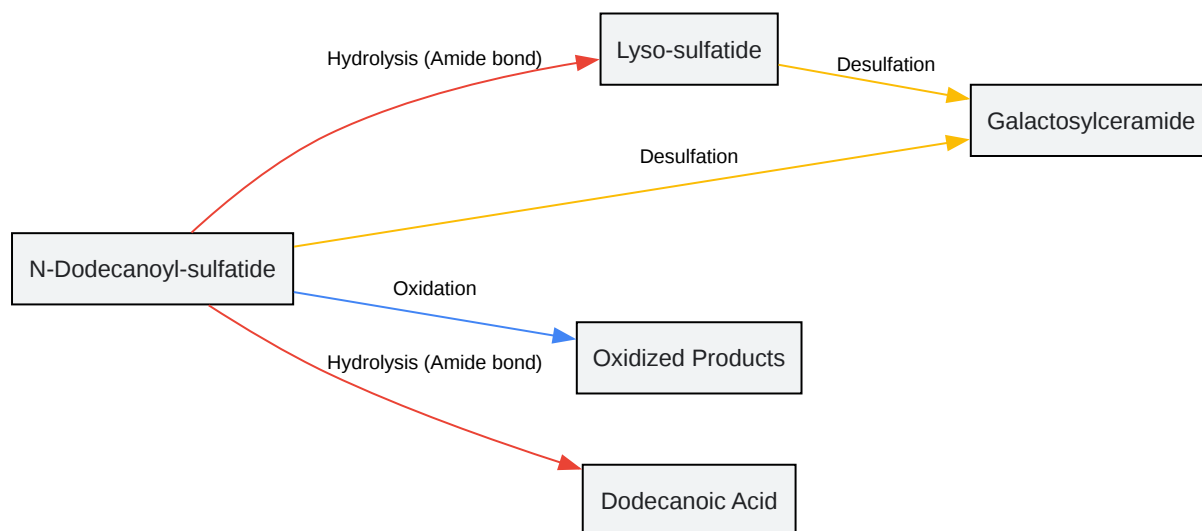 Lyso-sulfatide
Hydrolysis (Amide bond)
Desulfation
Galactosylceramide
Desulfation
N-Dodecanoyl-sulfatide
Oxidation
Oxidized Products
Hydrolysis (Amide bond)
Dodecanoic Acid